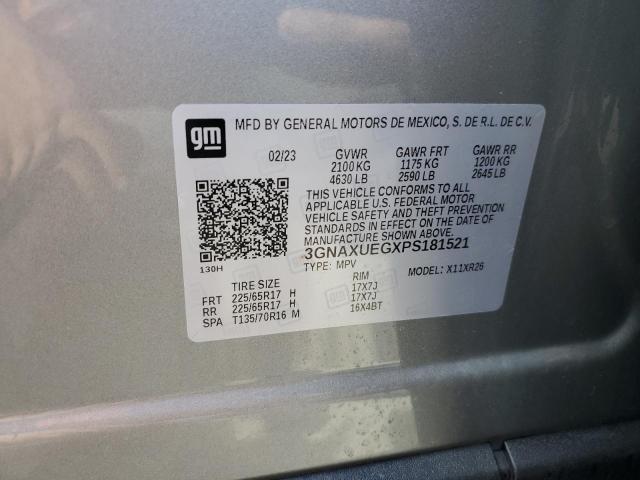 gm
MFD BY GENERAL MOTORS DE MEXICO, S. DE R.L. DE C.V.
02/23 GVWR GAWR FRT GAWR RR
2100 KG 1175 KG 1200 KG
4630 LB 2590 LB 2645 LB
THIS VEHICLE CONFORMS TO ALL
APPLICABLE U.S. FEDERAL MOTOR
VEHICLE SAFETY AND THEFT PREVENTION
STANDARDS IN EFFECT ON THE DATE OF
MANUFACTURE SHOWN ABOVE.
3GNAXUEGXPS181521
130H
TYPE: MPV MODEL: X11XR26
TIRE SIZE RIM
FRT 225/65R17 H 17X7J
RR 225/65R17 H 17X7J
SPA T135/70R16 M 16X4BT